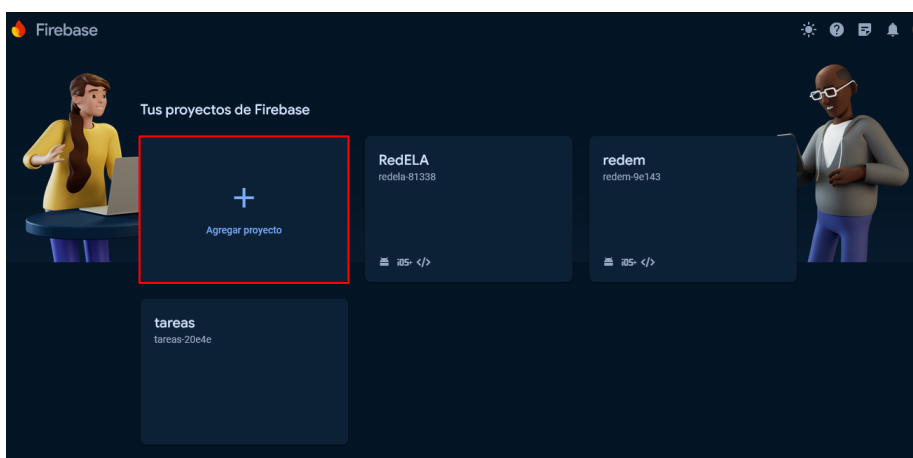 Firebase
Tus proyectos de Firebase
Agregar proyecto
RedELA
redela-81338
iOS+ </>
redem
redem-9e143
iOS+ </>
tareas
tareas-20e4e